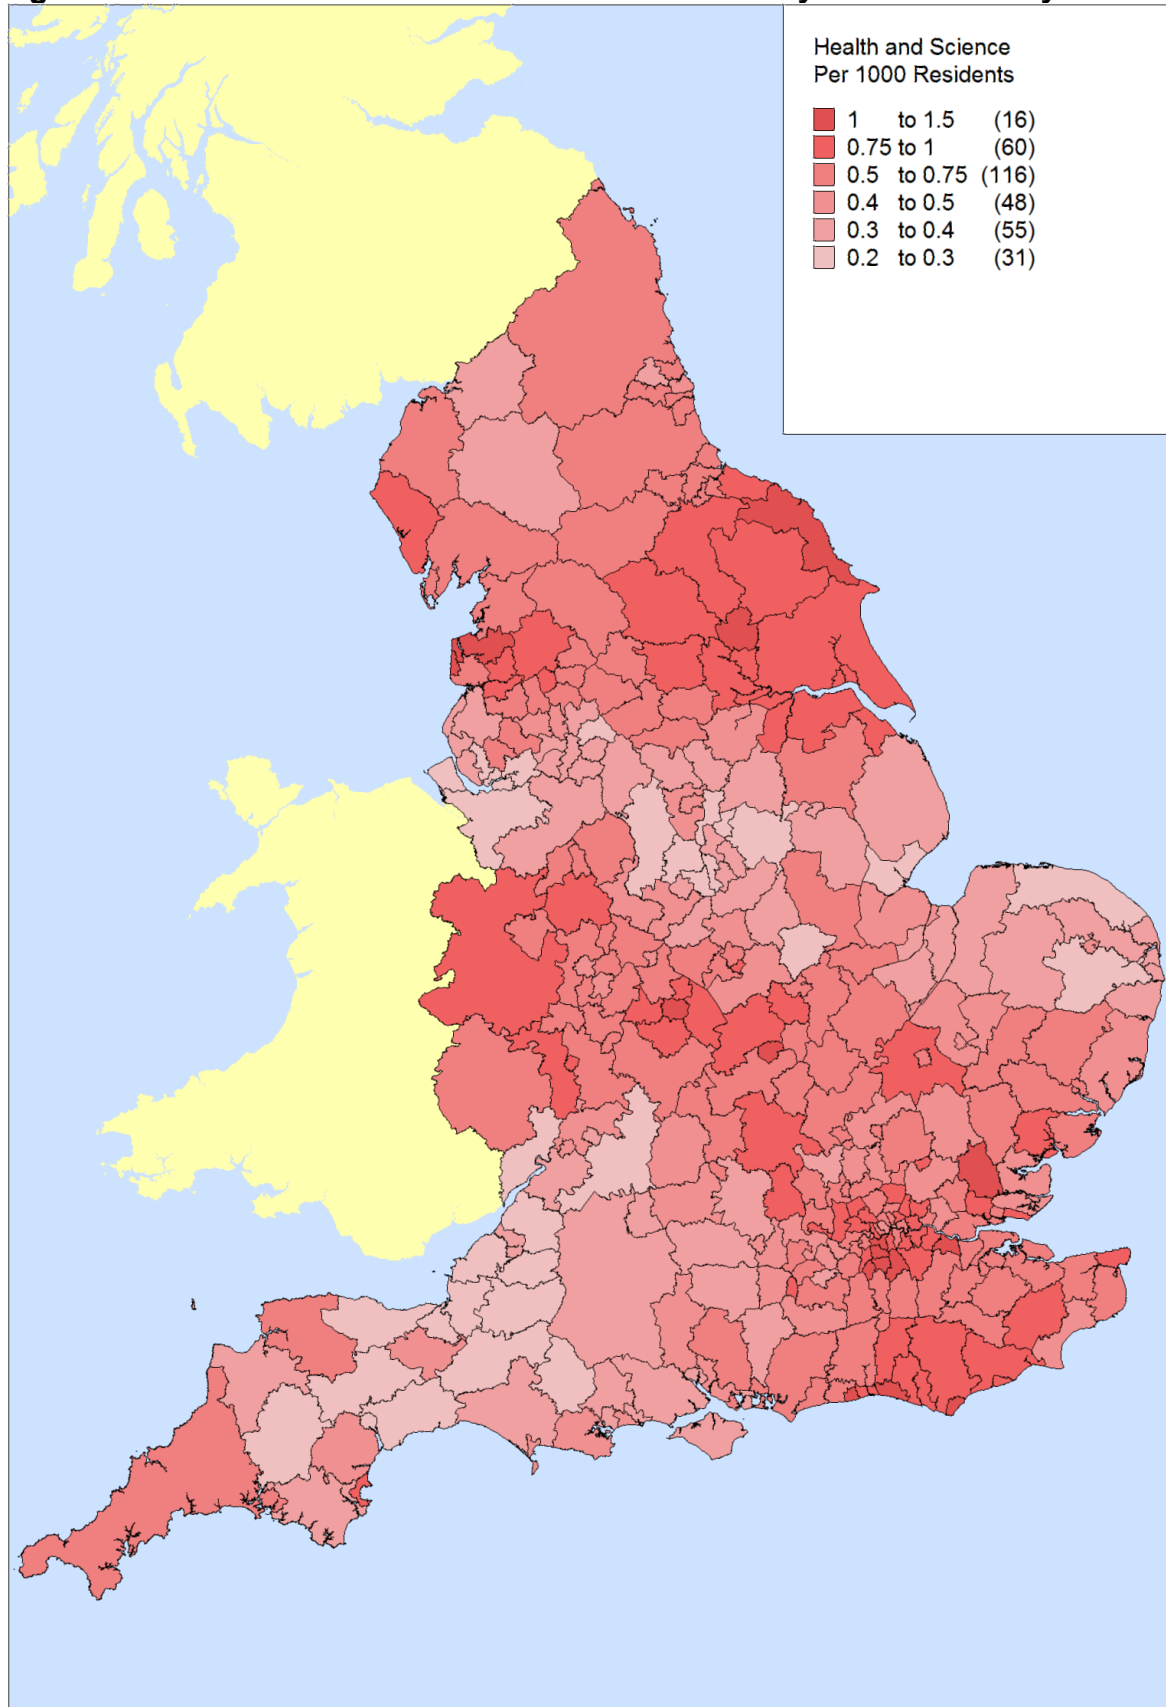 Health and Science
Per 1000 Residents
1 to 1.5 (16)
0.75 to 1 (60)
0.5 to 0.75 (116)
0.4 to 0.5 (48)
0.3 to 0.4 (55)
0.2 to 0.3 (31)